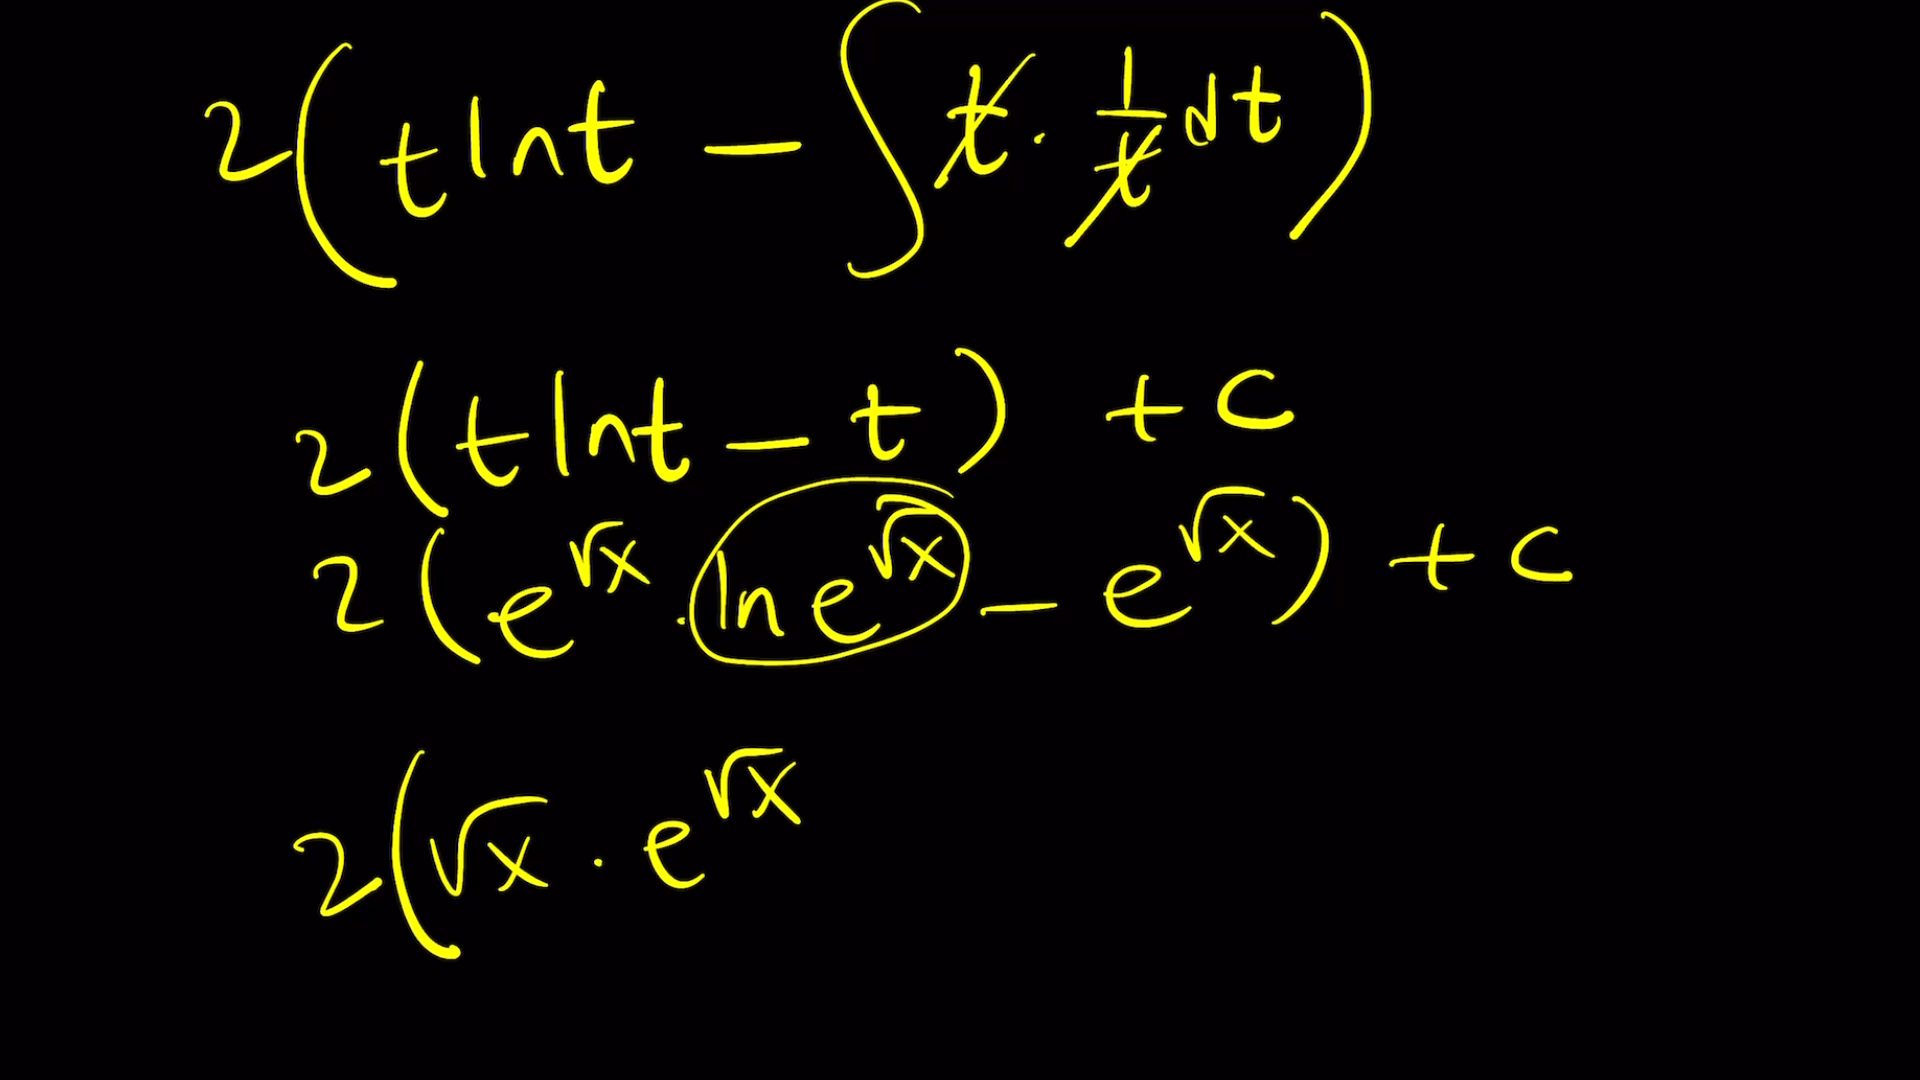 2(t ln t − ∫ t · 1/t dt)
2(t ln t − t) + c
2(e^√x · ln e^√x − e^√x) + c
2(√x · e^√x